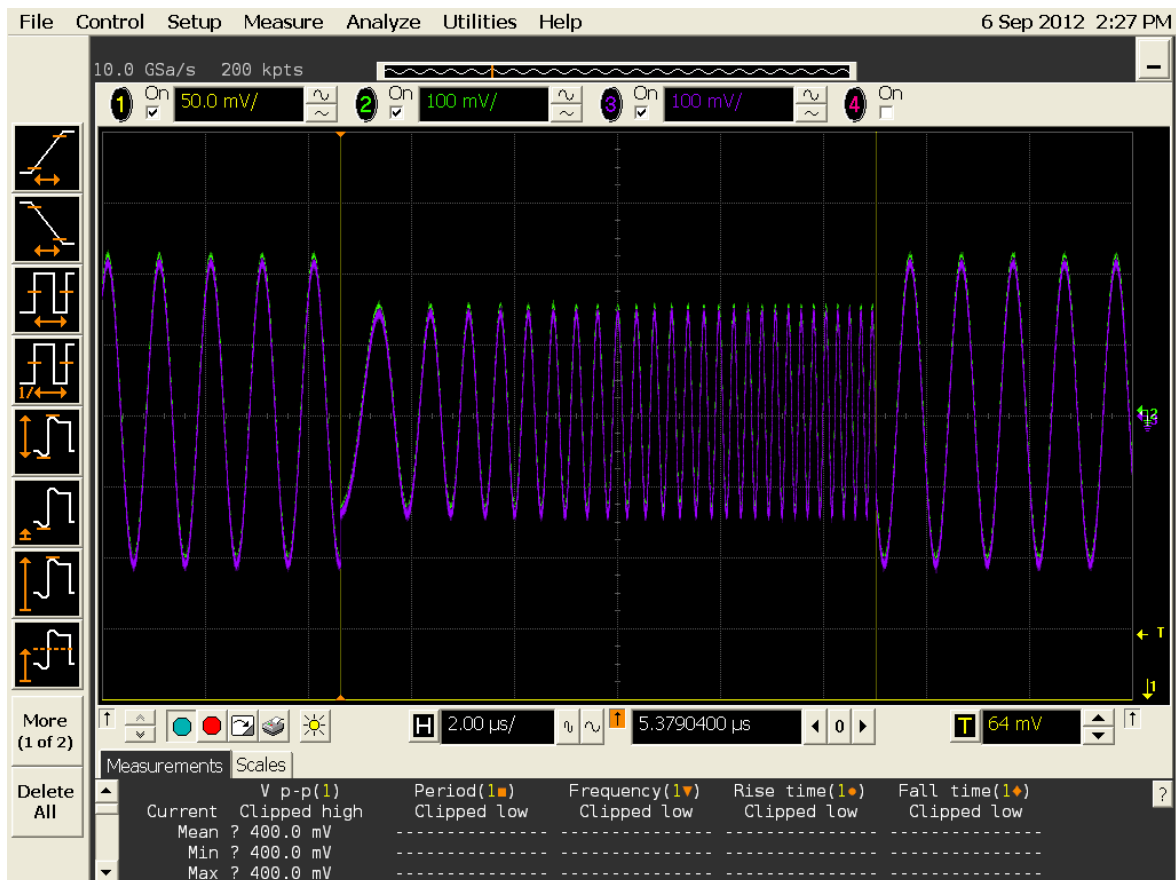 File Control Setup Measure Analyze Utilities Help 6 Sep 2012 2:27 PM
10.0 GSa/s 200 kpts
1 On 50.0 mV/ 2 On 100 mV/ 3 On 100 mV/ 4 On
1/
2
T
1
More
(1 of 2)
H 2.00 µs/ 5.3790400 µs 0 T 64 mV
Measurements Scales
Delete
All
V p-p(1) Period(1■) Frequency(1▼) Rise time(1●) Fall time(1♦) ?
Current Clipped high Clipped low Clipped low Clipped low Clipped low
Mean ? 400.0 mV --------------- --------------- --------------- ---------------
Min ? 400.0 mV --------------- --------------- --------------- ---------------
Max ? 400.0 mV --------------- --------------- --------------- ---------------